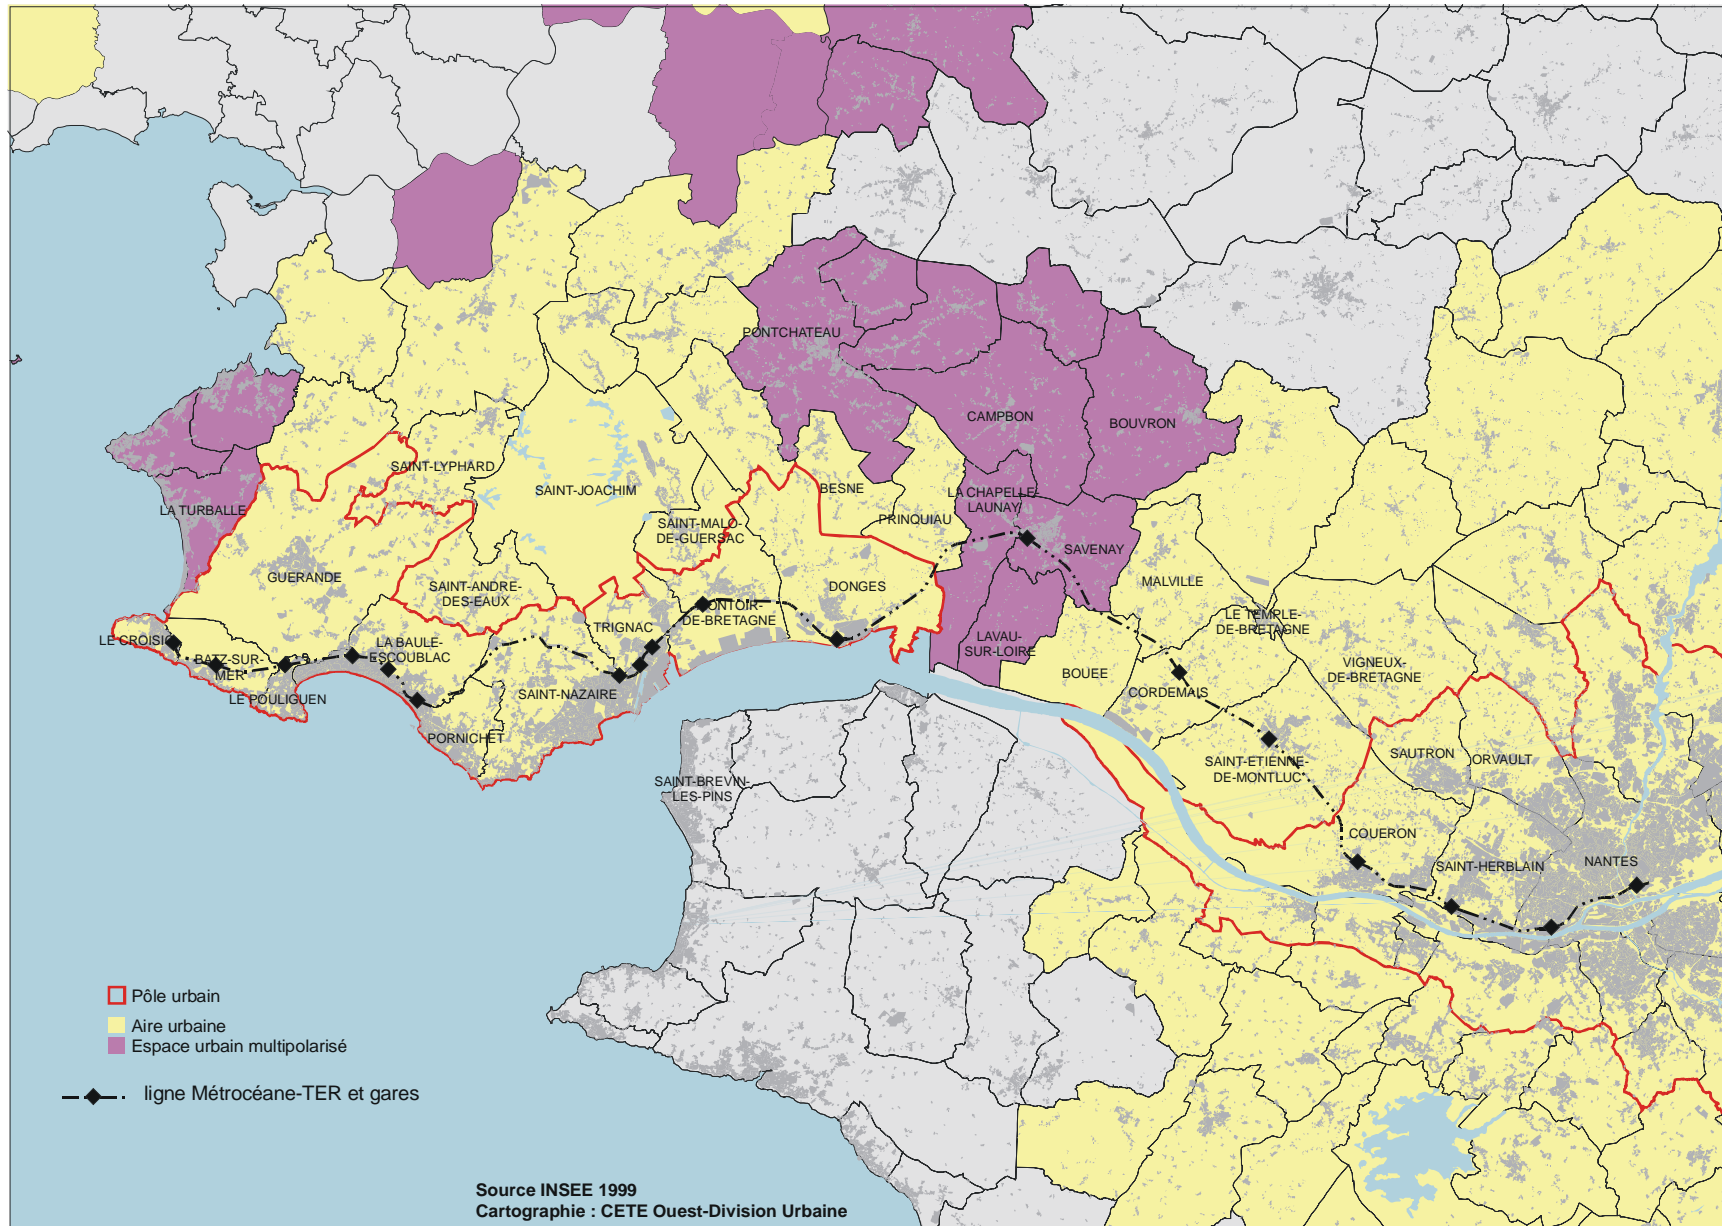 PONTCHATEAU
CAMPBON
BOUVRON
SAINT-LYPHARD
SAINT-JOACHIM
BESNE
LA CHAPELLE-
LAUNAY
LA TURBALLE
PRINQUIAU
SAINT-MALO-
DE-GUERSAC
SAVENAY
GUERANDE
SAINT-ANDRE-
DES-EAUX
DONGES
MALVILLE
LE TEMPLE-
DE-BRETAGNE
TRIGNAC
MONTOIR-
DE-BRETAGNE
LE CROISIC
LA BAULE-
ESCOUBLAC
BATZ-SUR-
MER
LAVAU-
SUR-LOIRE
BOUEE
VIGNEUX-
DE-BRETAGNE
CORDEMAIS
LE POULIGUEN
SAINT-NAZAIRE
PORNICHET
SAUTRON
ORVAULT
SAINT-ETIENNE-
DE-MONTLUC
SAINT-BREVIN-
LES-PINS
COUERON
SAINT-HERBLAIN
NANTES
Pôle urbain
Aire urbaine
Espace urbain multipolarisé
ligne Métrocéane-TER et gares
Source INSEE 1999
Cartographie : CETE Ouest-Division Urbaine